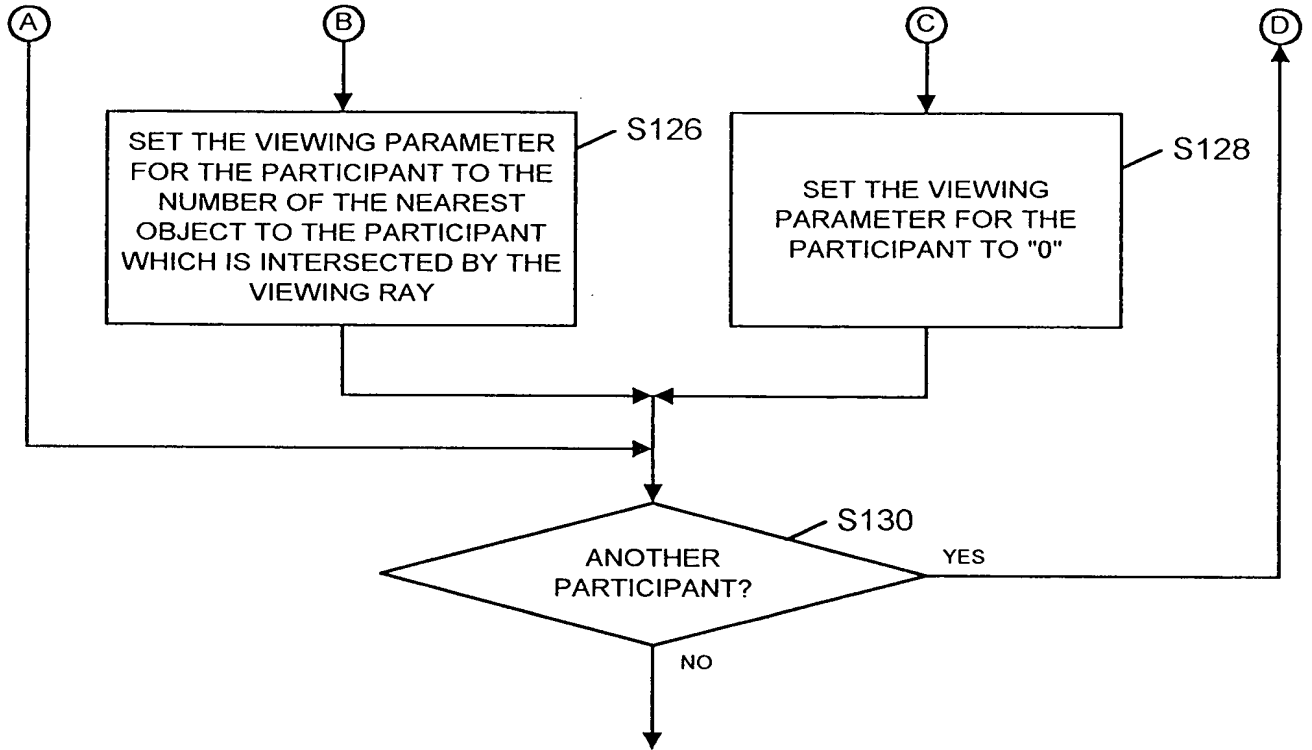 A
B
C
D
SET THE VIEWING PARAMETER
FOR THE PARTICIPANT TO THE
NUMBER OF THE NEAREST
OBJECT TO THE PARTICIPANT
WHICH IS INTERSECTED BY THE
VIEWING RAY
S126
SET THE VIEWING
PARAMETER FOR THE
PARTICIPANT TO "0"
S128
ANOTHER
PARTICIPANT?
S130
YES
NO